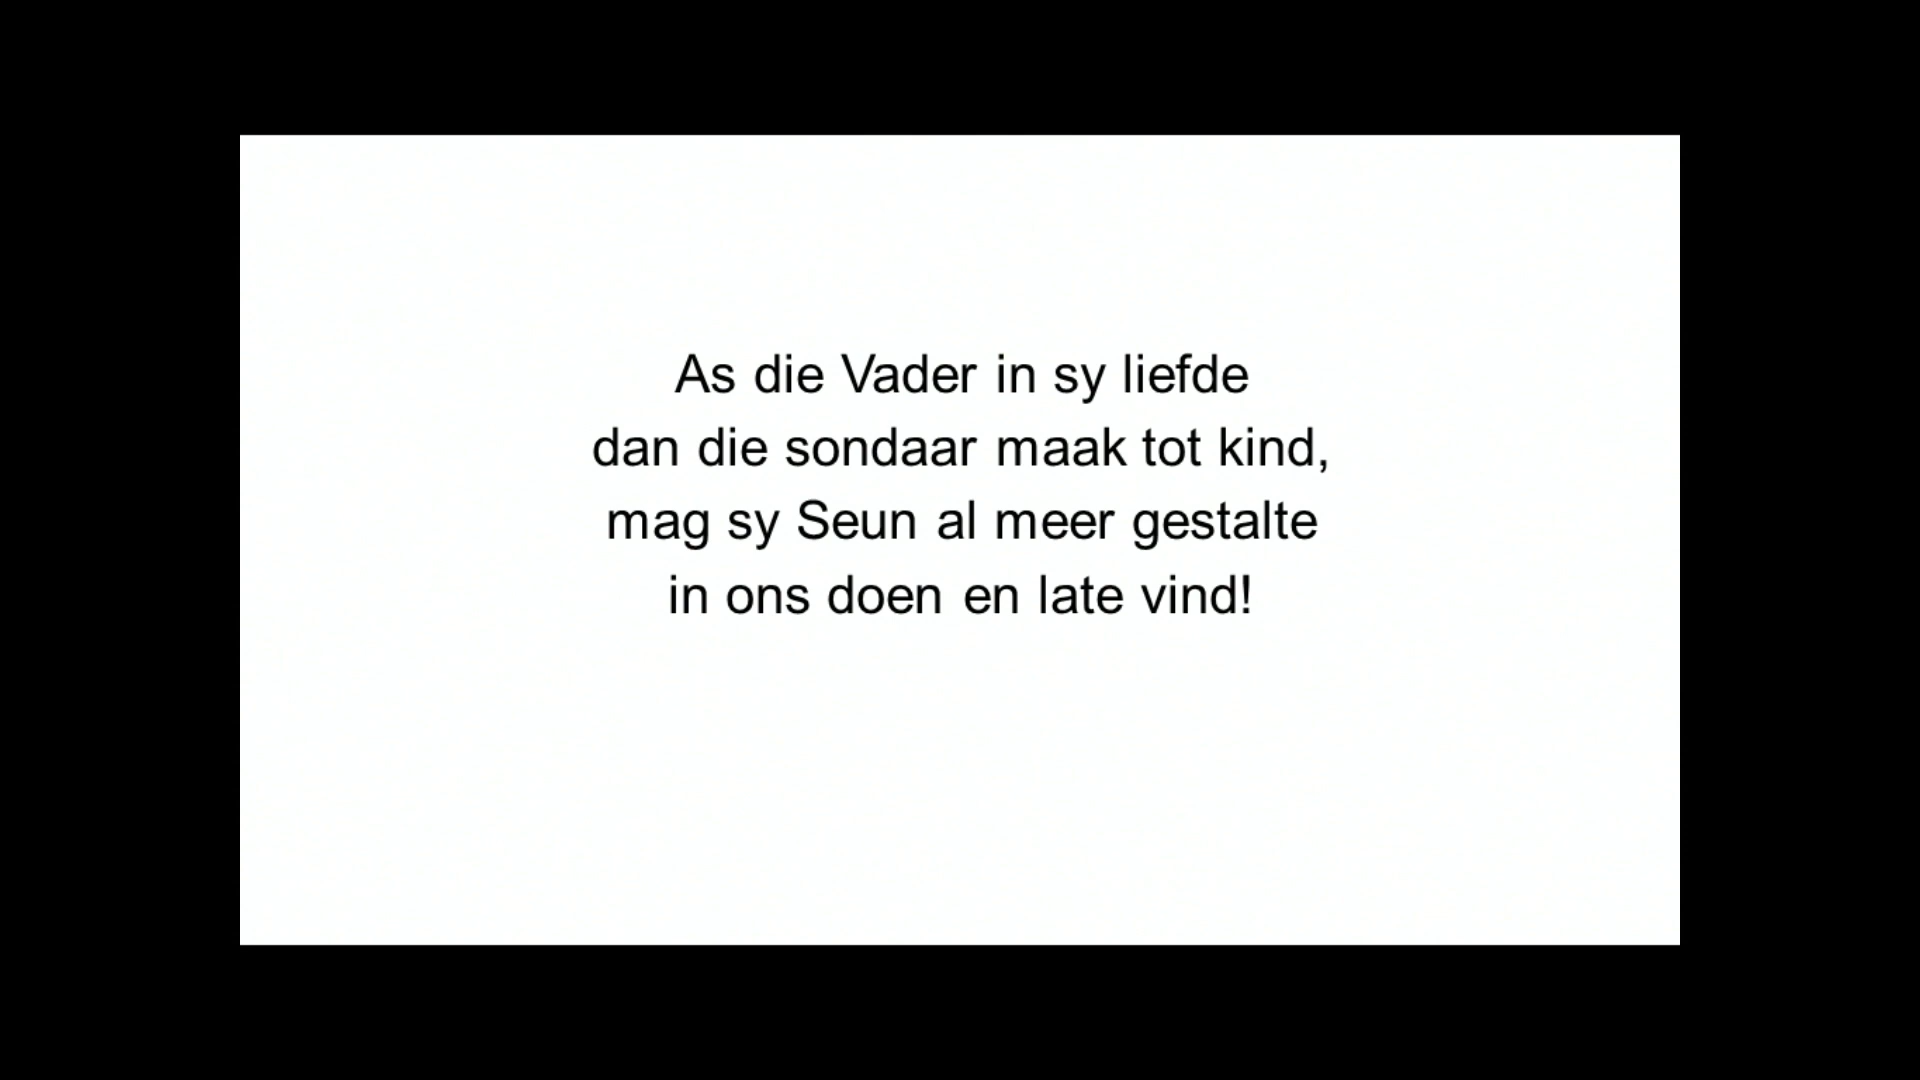 As die Vader in sy liefde
dan die sondaar maak tot kind,
mag sy Seun al meer gestalte
in ons doen en late vind!